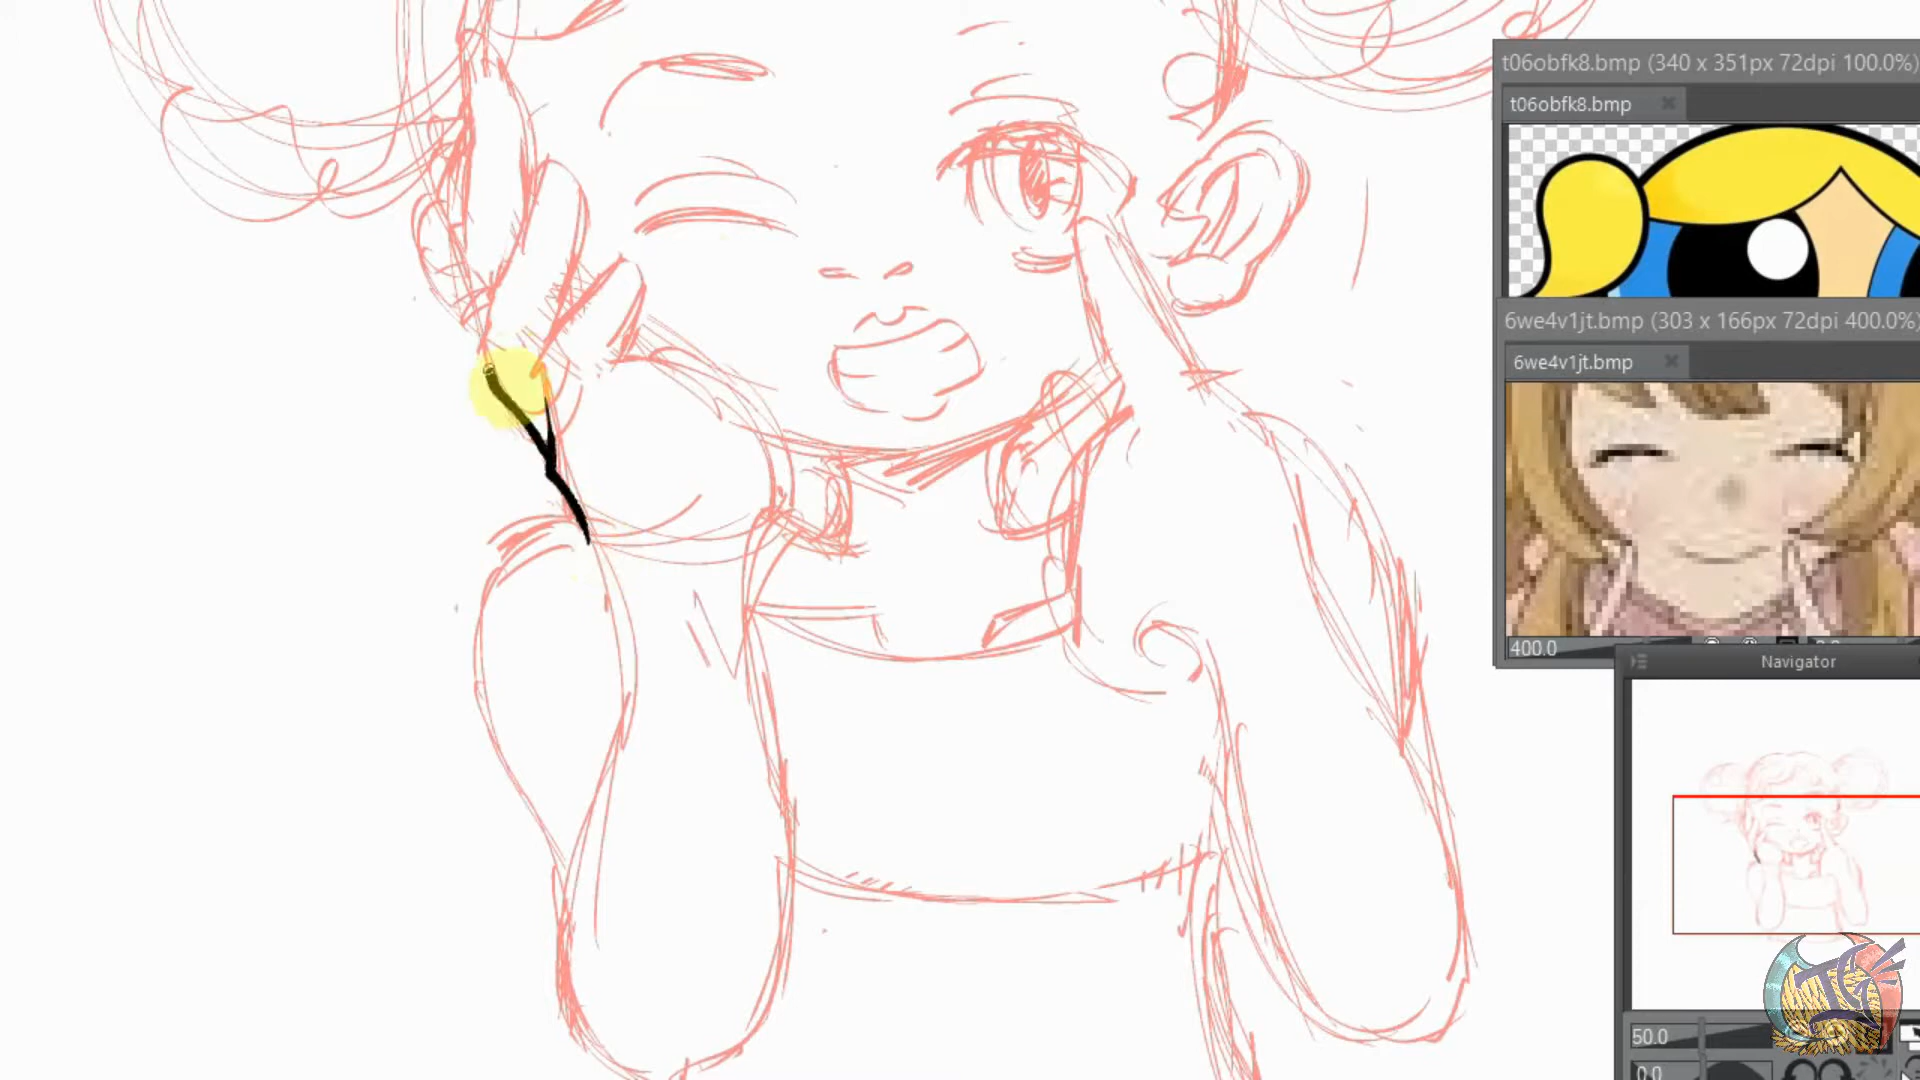 t06obfk8.bmp (340 x 351px 72dpi 100.0%)
t06obfk8.bmp
6we4v1jt.bmp (303 x 166px 72dpi 400.0%)
6we4v1jt.bmp
400.0
Navigator
50.0
0.0